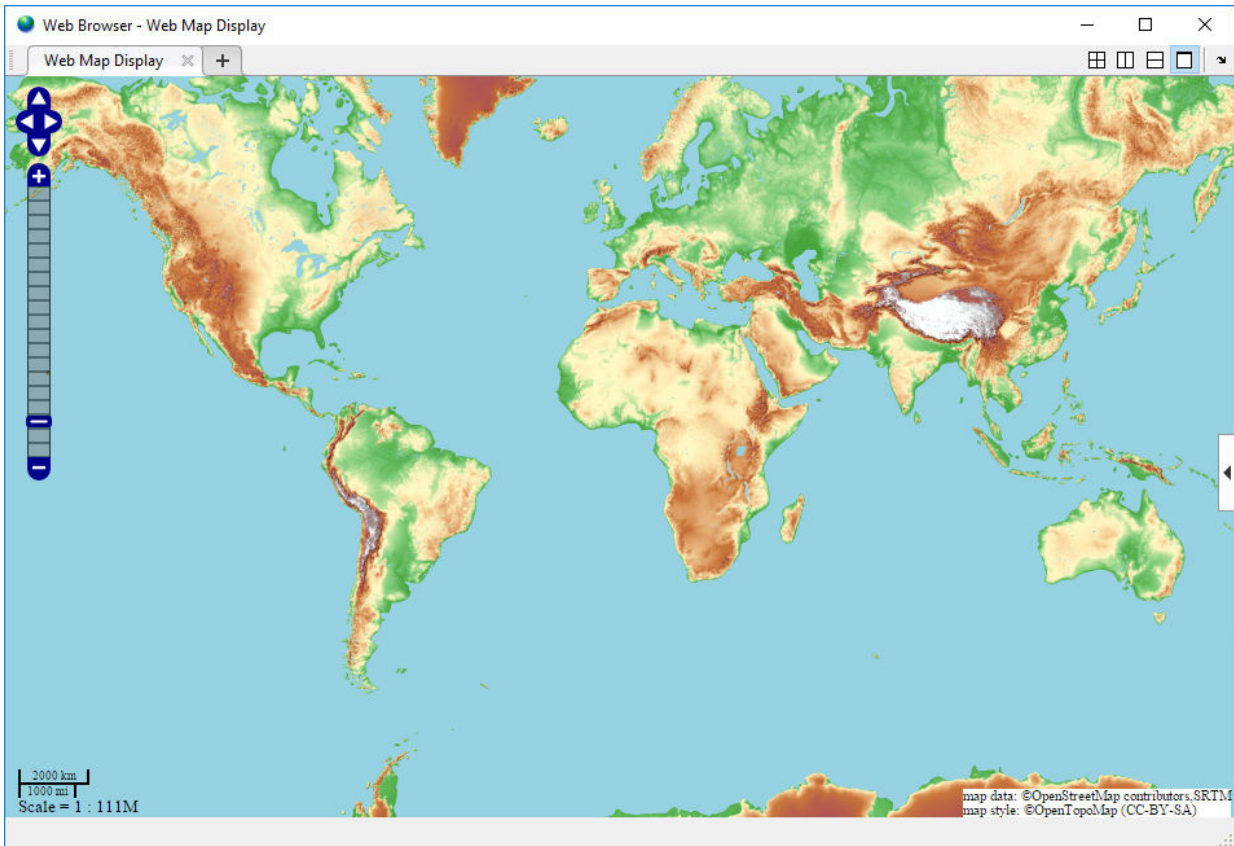 Web Browser - Web Map Display
Web Map Display
2000 km
1000 mi
Scale = 1 : 111M
map data: ©OpenStreetMap contributors,SRTM
map style: ©OpenTopoMap (CC-BY-SA)